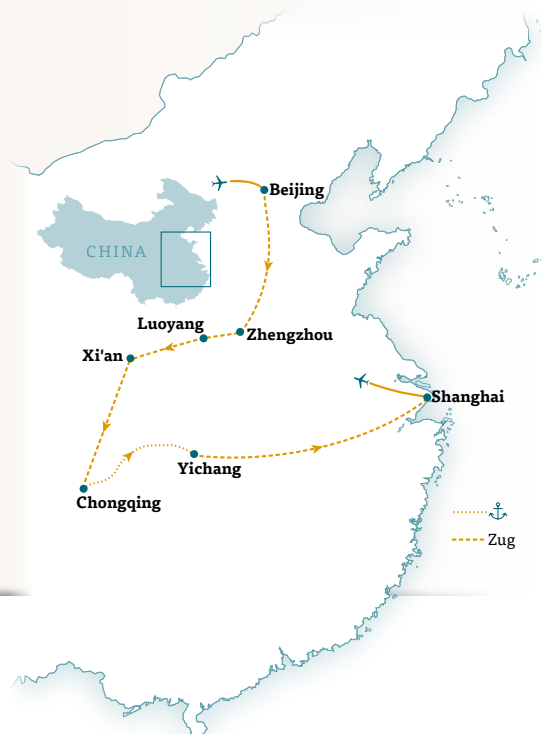 Beijing
CHINA
Luoyang
Zhengzhou
Xi'an
Shanghai
Yichang
Chongqing
Zug